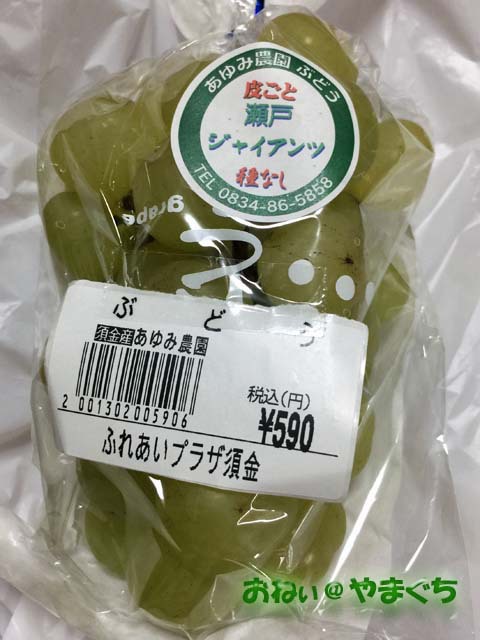 あゆみ農園 ぶどう
皮ごと
瀬戸
ジャイアンツ
種なし
TEL 0834-86-5858
grape
ぶどう
須金産あゆみ農園
税込(円)
¥590
2 001302005906
ふれあいプラザ須金
おねぃ@やまぐち